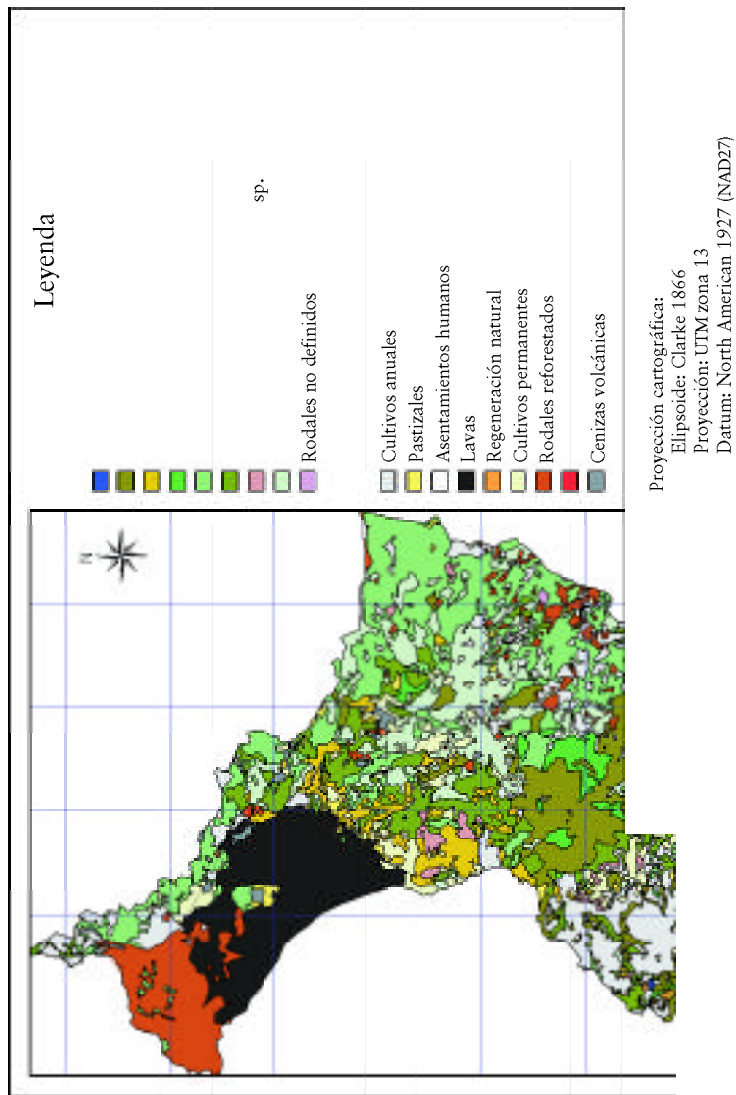 Leyenda
sp.
Rodales no definidos
Cultivos anuales
Pastizales
Asentamientos humanos
Lavas
Regeneración natural
Cultivos permanentes
Rodales reforestados
Cenizas volcánicas
N
Proyección cartográfica:
Elipsoide: Clarke 1866
Proyección: UTM zona 13
Datum: North American 1927 (NAD27)